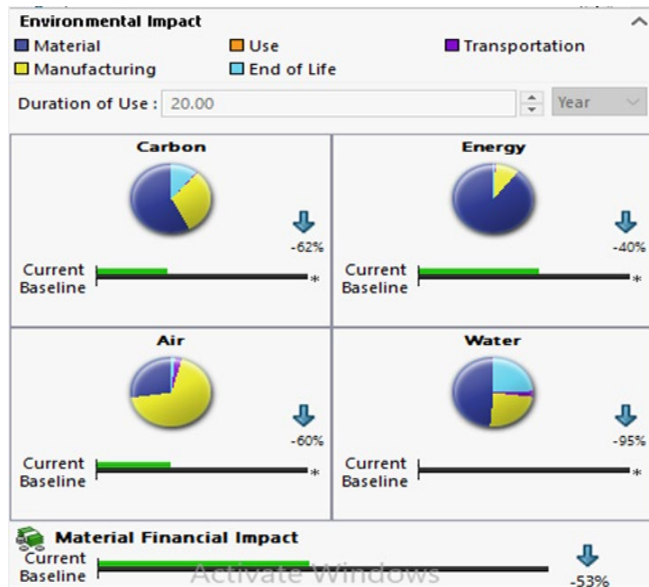 Environmental Impact
Material Use Transportation
Manufacturing End of Life
Duration of Use : 20.00 Year
Carbon
-62%
Current
Baseline *
Energy
-40%
Current
Baseline *
Air
-60%
Current
Baseline *
Water
-95%
Current
Baseline *
Material Financial Impact
Current
Baseline
-53%
Activate Windows